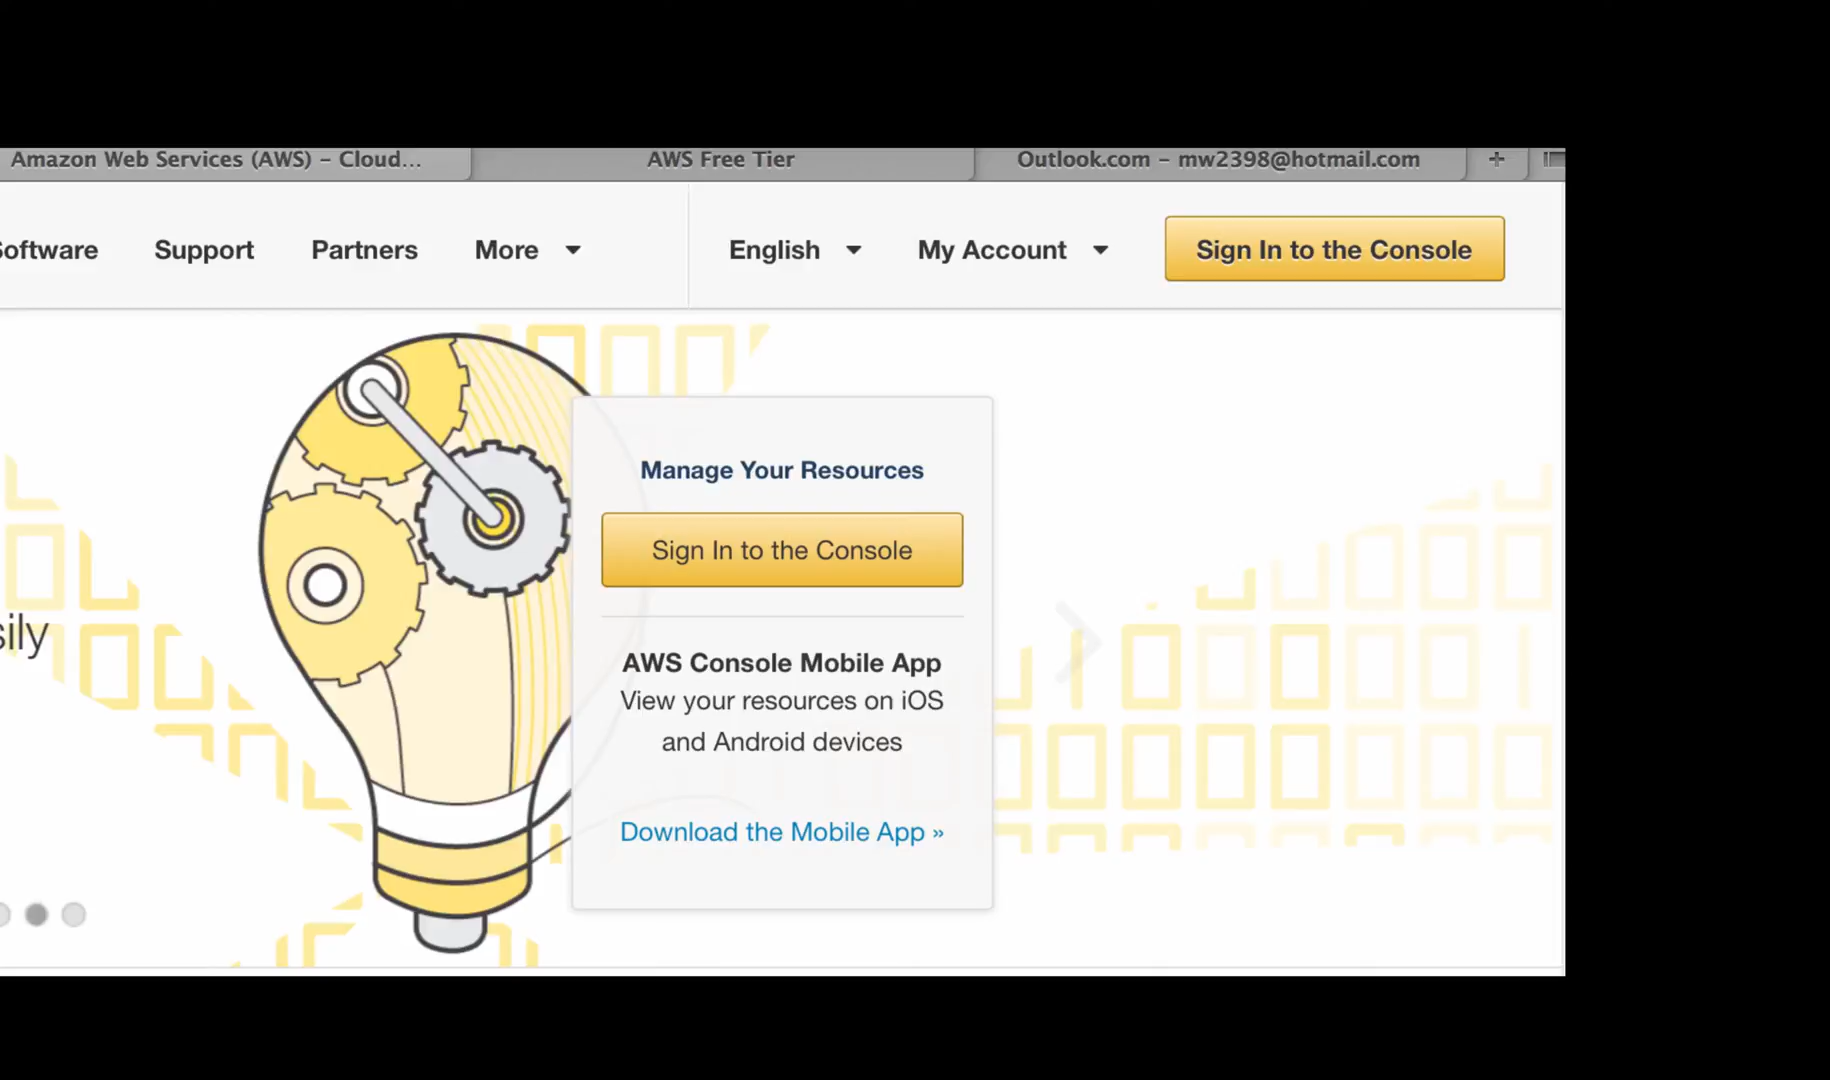 Amazon Web Services (AWS) – Cloud...
AWS Free Tier
Outlook.com – mw2398@hotmail.com
+
Software
Support
Partners
More
English
My Account
Sign In to the Console
Manage Your Resources
Sign In to the Console
AWS Console Mobile App
View your resources on iOS
and Android devices
Download the Mobile App »